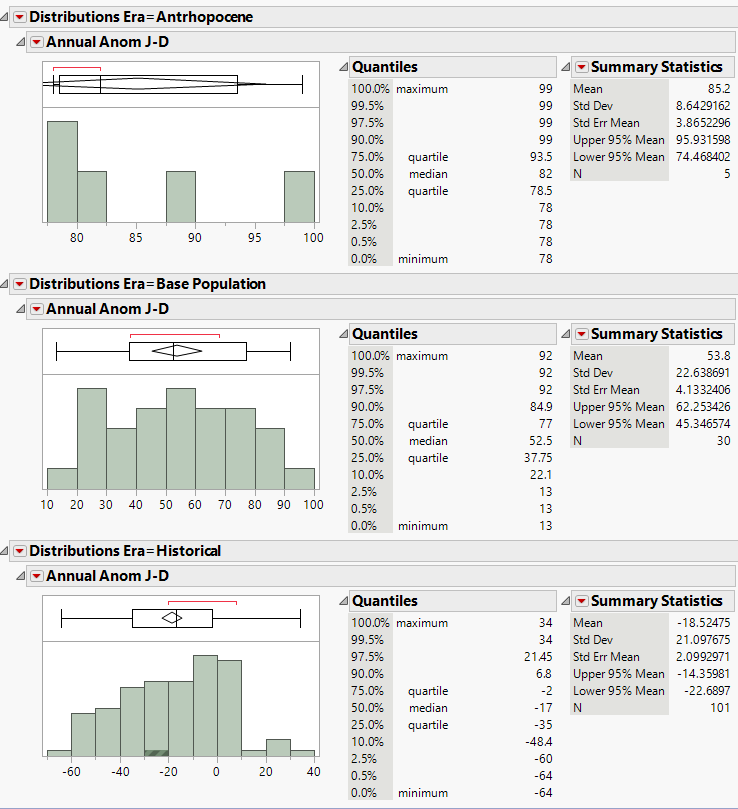 Distributions Era=Antrhopocene
Annual Anom J-D
Quantiles
100.0% maximum 99
99.5% 99
97.5% 99
90.0% 99
75.0% quartile 93.5
50.0% median 82
25.0% quartile 78.5
10.0% 78
2.5% 78
0.5% 78
0.0% minimum 78
Summary Statistics
Mean 85.2
Std Dev 8.6429162
Std Err Mean 3.8652296
Upper 95% Mean 95.931598
Lower 95% Mean 74.468402
N 5
80 85 90 95 100
Distributions Era=Base Population
Annual Anom J-D
Quantiles
100.0% maximum 92
99.5% 92
97.5% 92
90.0% 84.9
75.0% quartile 77
50.0% median 52.5
25.0% quartile 37.75
10.0% 22.1
2.5% 13
0.5% 13
0.0% minimum 13
Summary Statistics
Mean 53.8
Std Dev 22.638691
Std Err Mean 4.1332406
Upper 95% Mean 62.253426
Lower 95% Mean 45.346574
N 30
10 20 30 40 50 60 70 80 90 100
Distributions Era=Historical
Annual Anom J-D
Quantiles
100.0% maximum 34
99.5% 34
97.5% 21.45
90.0% 6.8
75.0% quartile -2
50.0% median -17
25.0% quartile -35
10.0% -48.4
2.5% -60
0.5% -64
0.0% minimum -64
Summary Statistics
Mean -18.52475
Std Dev 21.097675
Std Err Mean 2.0992971
Upper 95% Mean -14.35981
Lower 95% Mean -22.6897
N 101
-60 -40 -20 0 20 40